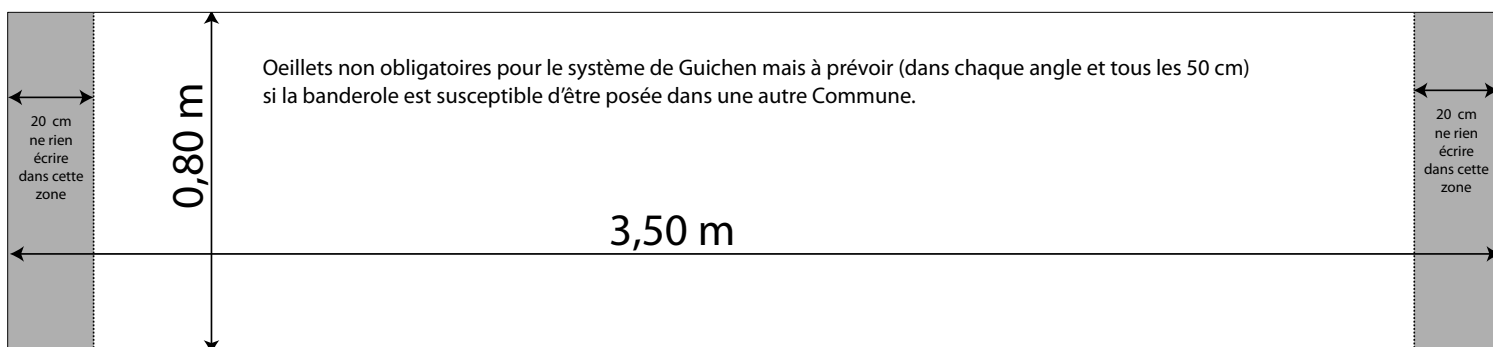 Oeillets non obligatoires pour le système de Guichen mais à prévoir (dans chaque angle et tous les 50 cm)
si la banderole est susceptible d'être posée dans une autre Commune.
20 cm
ne rien
écrire
dans cette
zone
0,80 m
3,50 m
20 cm
ne rien
écrire
dans cette
zone